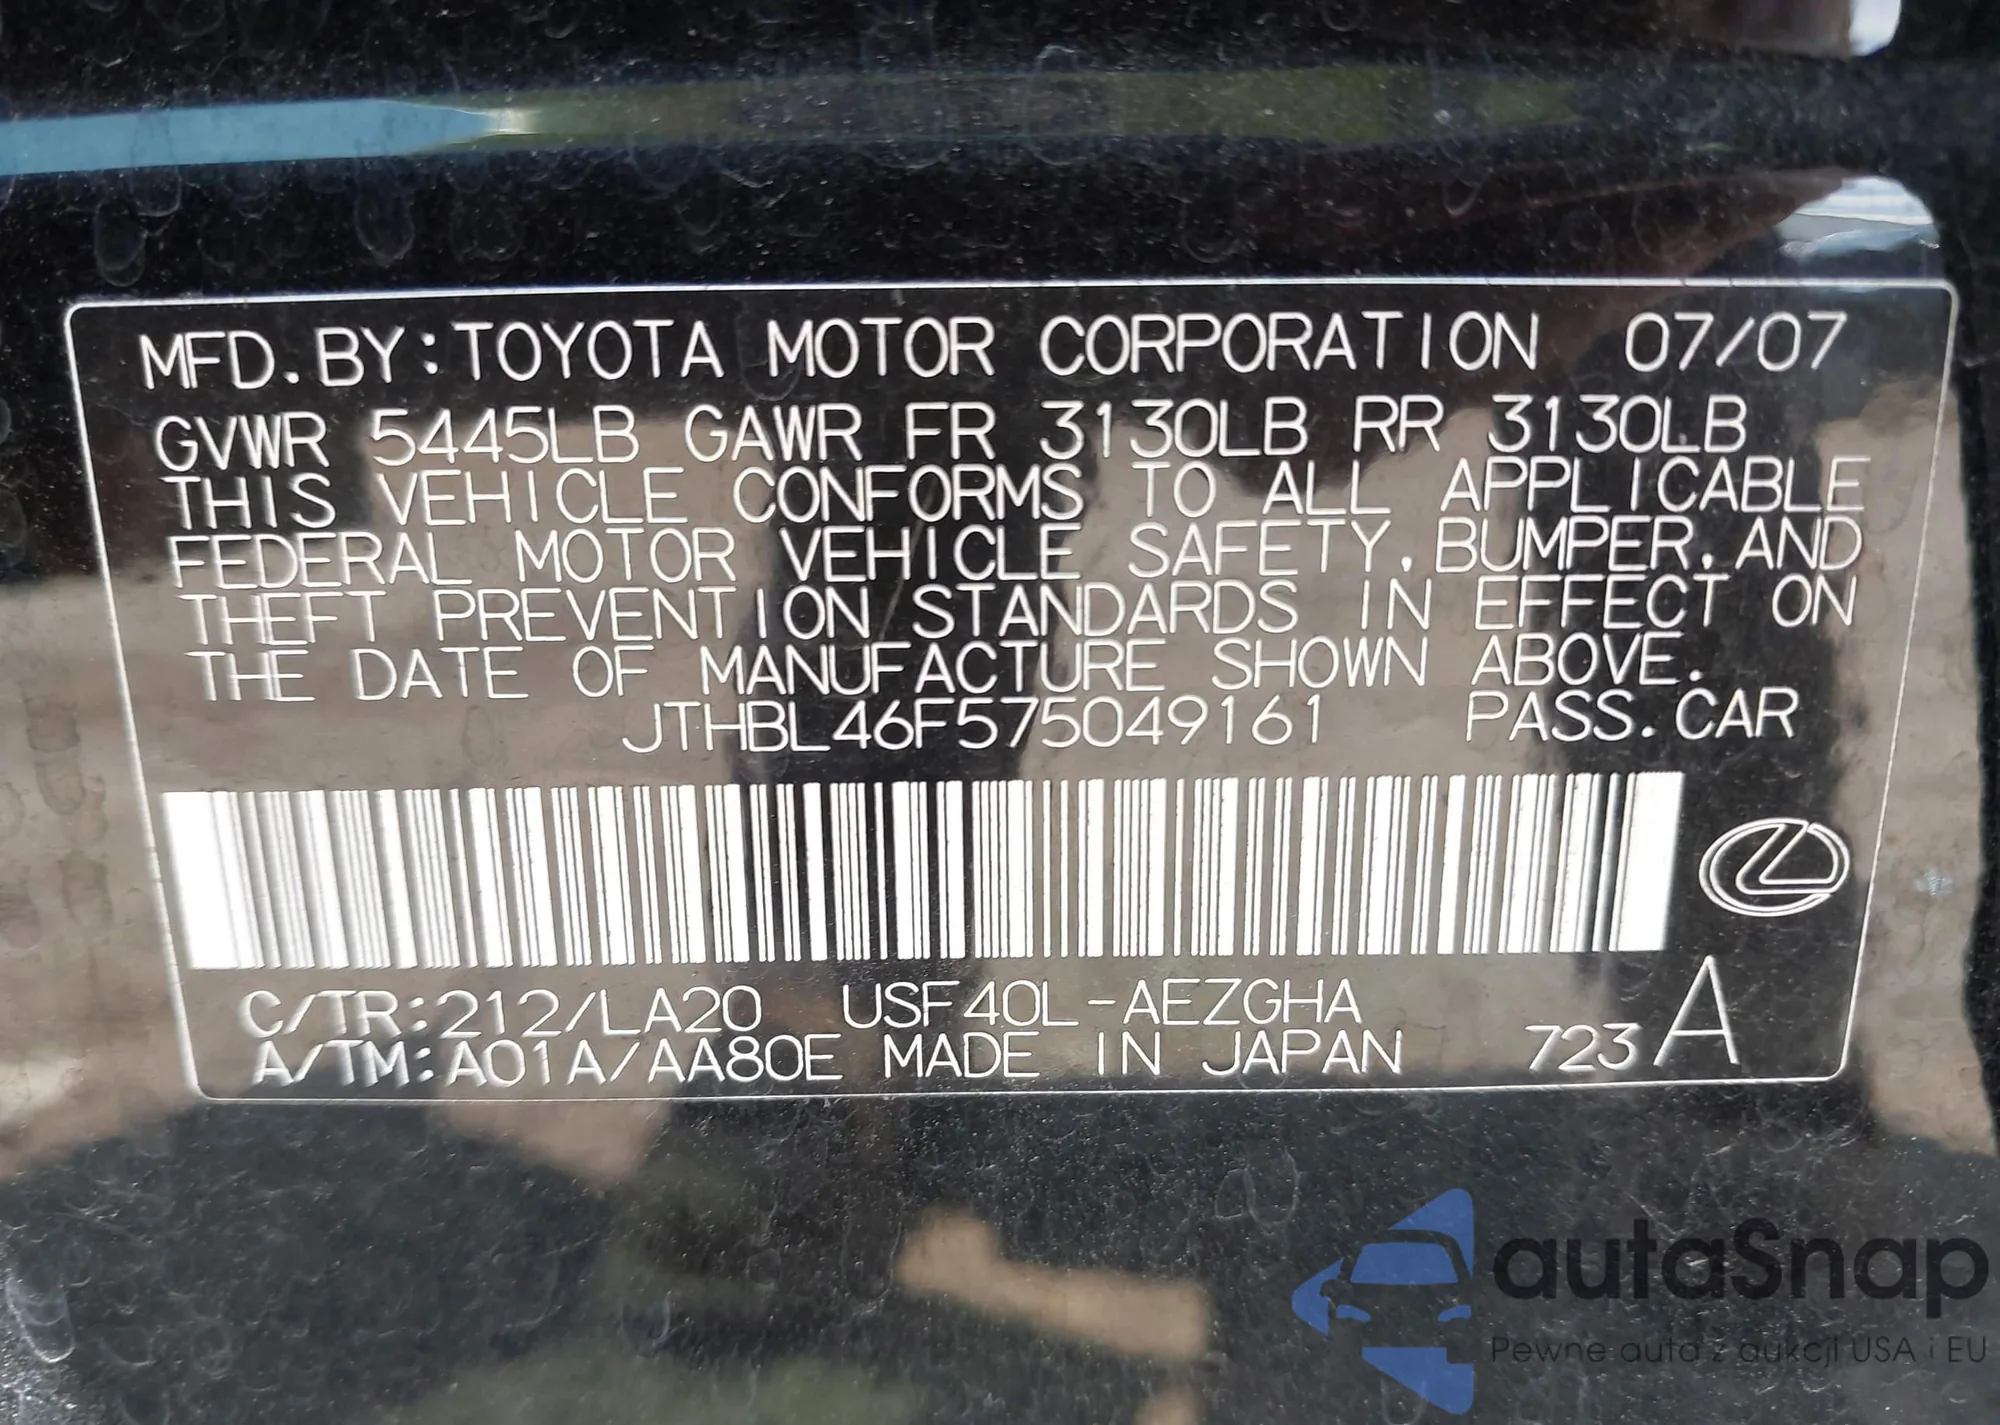 MFD. BY: TOYOTA MOTOR CORPORATION 07/07
GVWR 5445LB GAWR FR 3130LB RR 3130LB
THIS VEHICLE CONFORMS TO ALL APPLICABLE
FEDERAL MOTOR VEHICLE SAFETY, BUMPER, AND
THEFT PREVENTION STANDARDS IN EFFECT ON
THE DATE OF MANUFACTURE SHOWN ABOVE.
JTHBL46F575049161 PASS. CAR
C/TR: 212/LA20 USF40L-AEZGHA
A/TM: A01A/AA80E MADE IN JAPAN 723 A
autaSnap
Pewne auta z aukcji USA i EU